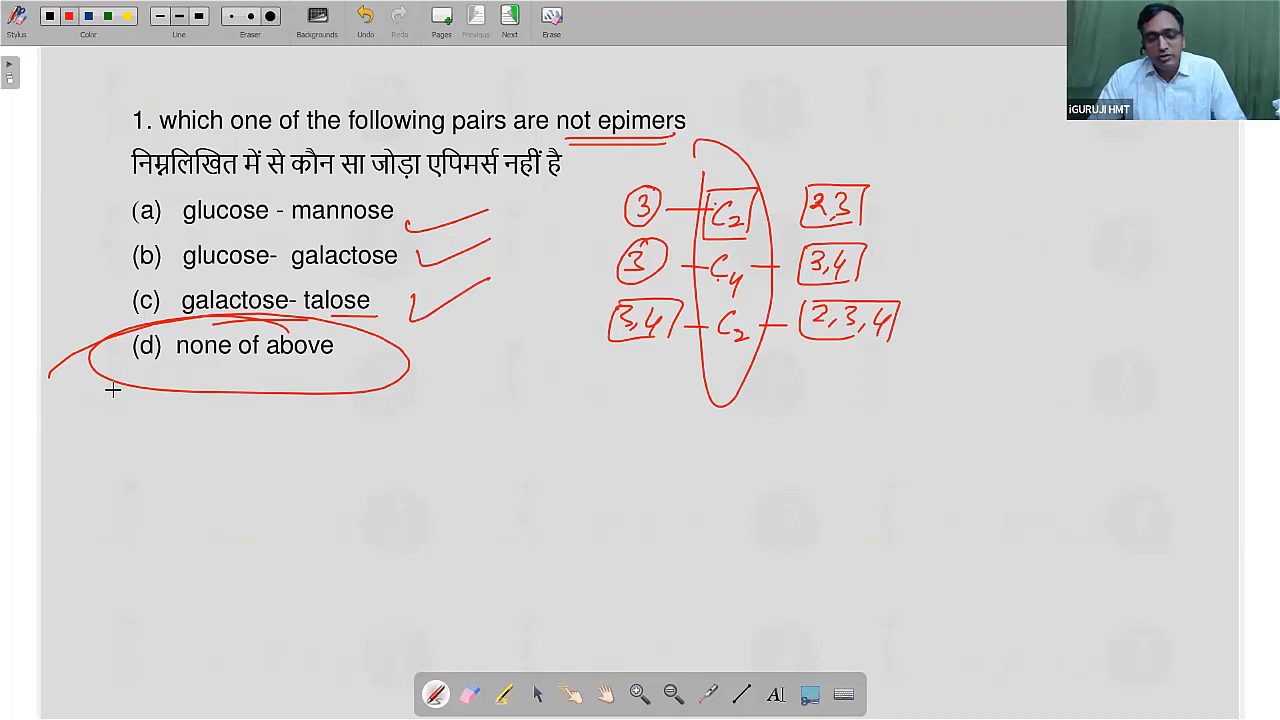 Stylus Color Line Eraser Backgrounds Undo Redo Pages Previous Next Erase
iGURUJI HMT
1. which one of the following pairs are not epimers
निम्नलिखित में से कौन सा जोड़ा एपिमर्स नहीं है
(a) glucose - mannose
3 C2 2,3
(b) glucose- galactose
3 C4 3,4
(c) galactose- talose
3,4 C2 2,3,4
(d) none of above
AI